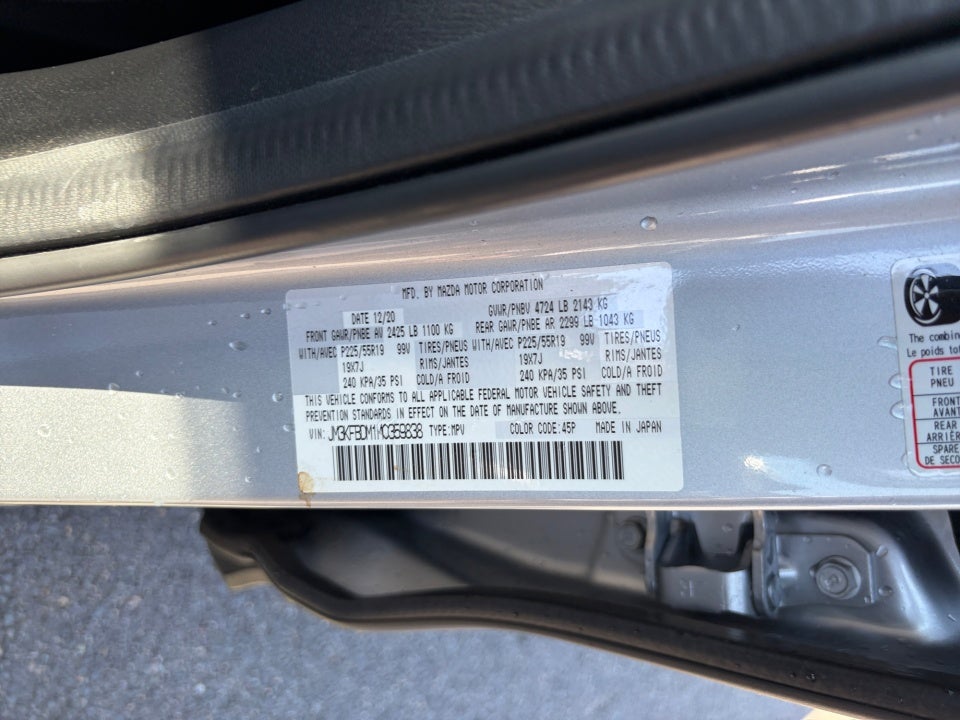 MFD. BY MAZDA MOTOR CORPORATION
DATE 12/20 GVWR/PNBV 4724 LB 2143 KG
FRONT GAWR/PNBE AV 2425 LB 1100 KG REAR GAWR/PNBE AR 2299 LB 1043 KG
WITH/AVEC P225/55R19 99V TIRES/PNEUS WITH/AVEC P225/55R19 99V TIRES/PNEUS
19X7J RIMS/JANTES 19X7J RIMS/JANTES
240 KPA/35 PSI COLD/A FROID 240 KPA/35 PSI COLD/A FROID
THIS VEHICLE CONFORMS TO ALL APPLICABLE FEDERAL MOTOR VEHICLE SAFETY AND THEFT
PREVENTION STANDARDS IN EFFECT ON THE DATE OF MANUFACTURE SHOWN ABOVE.
VIN: JM3KFBDM1M0359838 TYPE:MPV COLOR CODE:45P MADE IN JAPAN
The combin
Le poids tot
TIRE
PNEU
FRONT
AVANT
REAR
ARRIÈR
SPARE
DE SECO